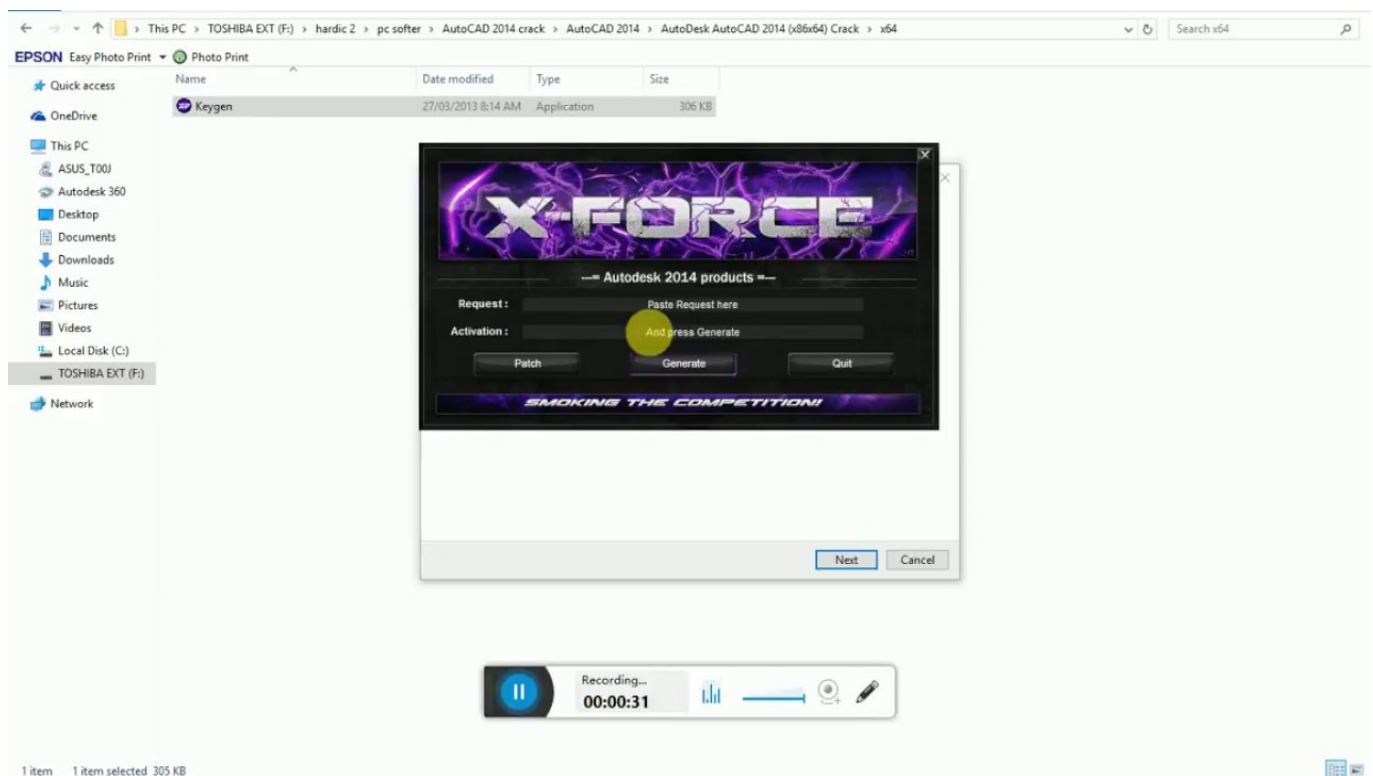 This PC > TOSHIBA EXT (F:) > hardic 2 > pc softer > AutoCAD 2014 crack > AutoCAD 2014 > AutoDesk AutoCAD 2014 (x86x64) Crack > x64
Search x64
EPSON Easy Photo Print Photo Print
Name Date modified Type Size
Keygen 27/03/2013 8:14 AM Application 306 KB
Quick access
OneDrive
This PC
ASUS_T00J
Autodesk 360
Desktop
Documents
Downloads
Music
Pictures
Videos
Local Disk (C:)
TOSHIBA EXT (F:)
Network
X-FORCE
---= Autodesk 2014 products =---
Request : Paste Request here
Activation : And press Generate
Patch Generate Quit
SMOKING THE COMPETITION!
Next Cancel
Recording...
00:00:31
1 item 1 item selected 305 KB